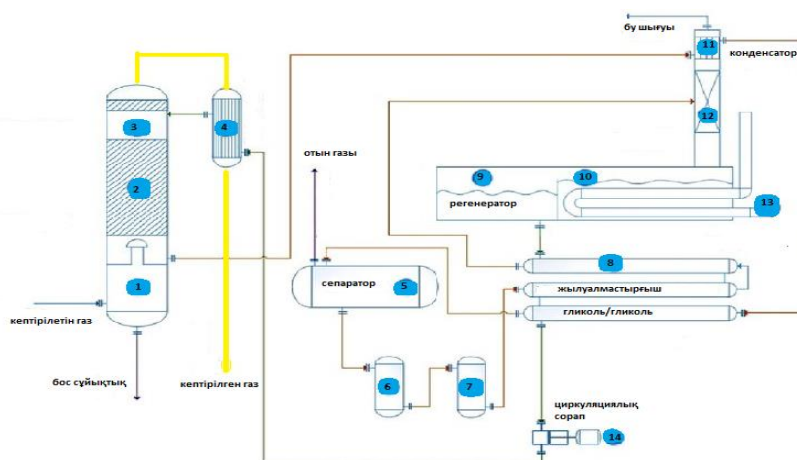 бу шығуы
11
конденсатор
3
4
12
отын газы
2
9
10
регенератор
13
8
сепаратор
5
жылуалмастырғыш
1
гликоль/гликоль
кептірілетін газ
бос сұйықтық
кептірілген газ
6
7
циркуляциялық
сорап
14